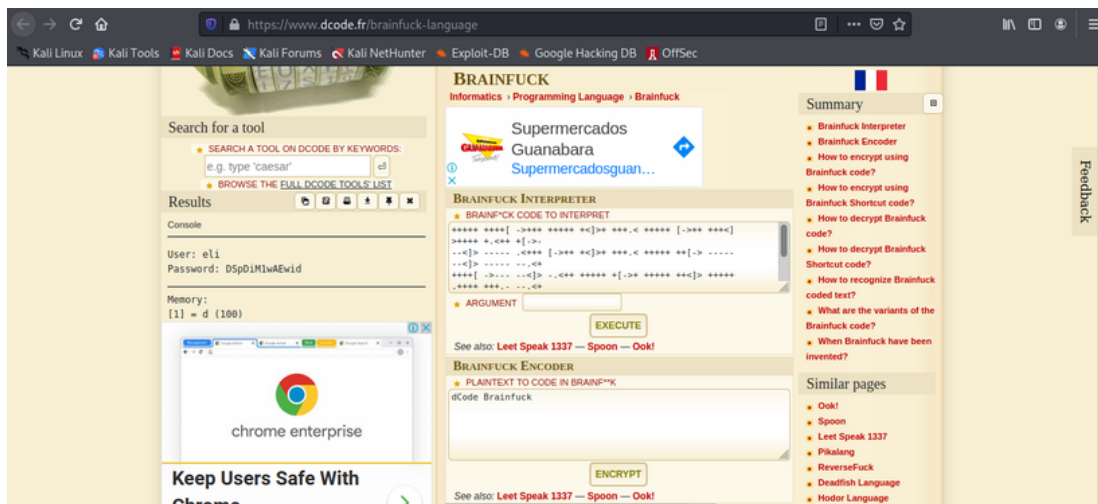 https://www.dcode.fr/brainfuck-language
Kali Linux Kali Tools Kali Docs Kali Forums Kali NetHunter Exploit-DB Google Hacking DB OffSec
Search for a tool
SEARCH A TOOL ON DCODE BY KEYWORDS:
e.g. type 'caesar'
BROWSE THE FULL DCODE TOOLS' LIST
Results
Console
User: eli
Password: DSpDiM1wAEwid
Memory:
[1] = d (100)
chrome enterprise
Keep Users Safe With
BRAINFUCK
Informatics › Programming Language › Brainfuck
Supermercados
Guanabara
Supermercadosguan...
GUANABARA
BRAINFUCK INTERPRETER
BRAINF*CK CODE TO INTERPRET
+++++ ++++[ ->+++ +++++ +<]>+ +++.< +++++ [->++ +++<]
>++++ +.<++ +[->-
--<]> ----- .<+++ [->++ +<]>+ +++.< +++++ ++[-> -----
--<]> ----- --.<+
++++[ ->--- --<]> -.<++ +++++ +[->+ +++++ ++<]> +++++
.++++ +++.- --.<+
ARGUMENT
EXECUTE
See also: Leet Speak 1337 — Spoon — Ook!
BRAINFUCK ENCODER
PLAINTEXT TO CODE IN BRAINF**K
dCode Brainfuck
ENCRYPT
See also: Leet Speak 1337 — Spoon — Ook!
Summary
Brainfuck Interpreter
Brainfuck Encoder
How to encrypt using
Brainfuck code?
How to encrypt using
Brainfuck Shortcut code?
How to decrypt Brainfuck
code?
How to decrypt Brainfuck
Shortcut code?
How to recognize Brainfuck
coded text?
What are the variants of the
Brainfuck code?
When Brainfuck have been
invented?
Similar pages
Ook!
Spoon
Leet Speak 1337
Pikalang
ReverseFuck
Deadfish Language
Hodor Language
Feedback